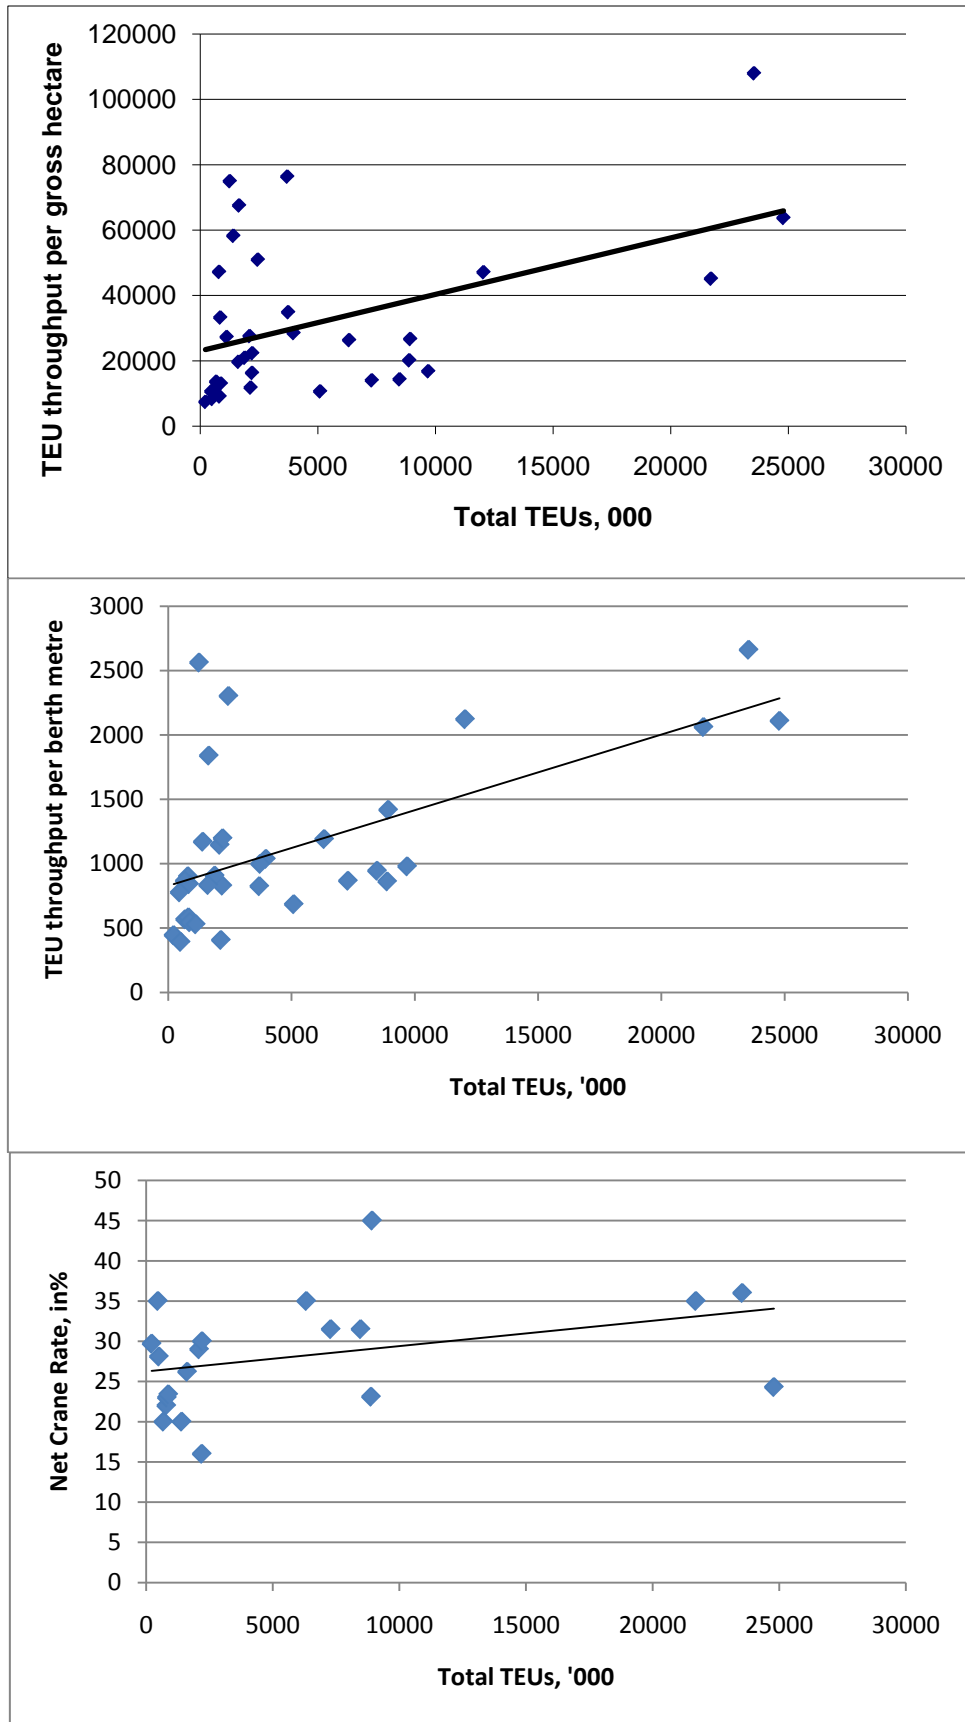 TEU throughput per gross hectare
120000
100000
80000
60000
40000
20000
0
0 5000 10000 15000 20000 25000 30000
Total TEUs, 000
TEU throughput per berth metre
3000
2500
2000
1500
1000
500
0
0 5000 10000 15000 20000 25000 30000
Total TEUs, '000
Net Crane Rate, in%
50
45
40
35
30
25
20
15
10
5
0
0 5000 10000 15000 20000 25000 30000
Total TEUs, '000